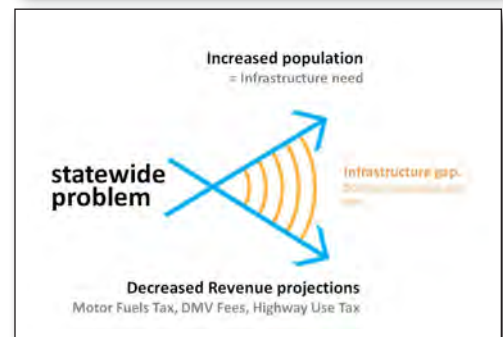 Increased population
= Infrastructure need
statewide
problem
Infrastructure gap.
Decreased Revenue projections
Motor Fuels Tax, DMV Fees, Highway Use Tax